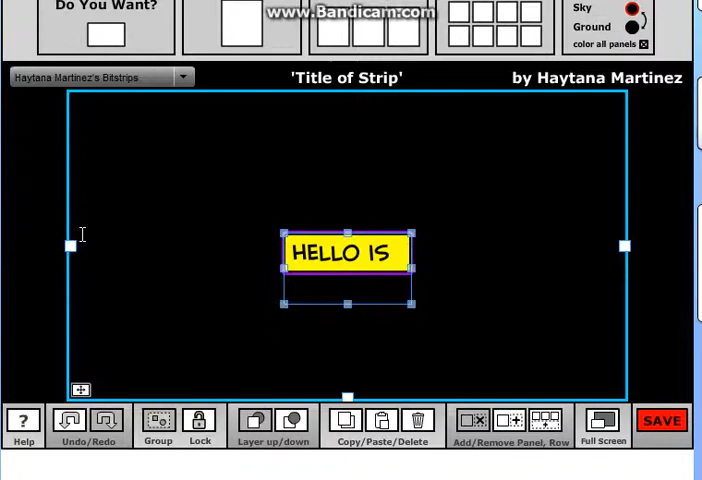 Do You Want?
www.Bandicam.com
Sky
Ground
color all panels
Haytana Martinez's Bitstrips
'Title of Strip'
by Haytana Martinez
HELLO IS
?
SAVE
Help
Undo/Redo
Group
Lock
Layer up/down
Copy/Paste/Delete
Add/Remove Panel, Row
Full Screen